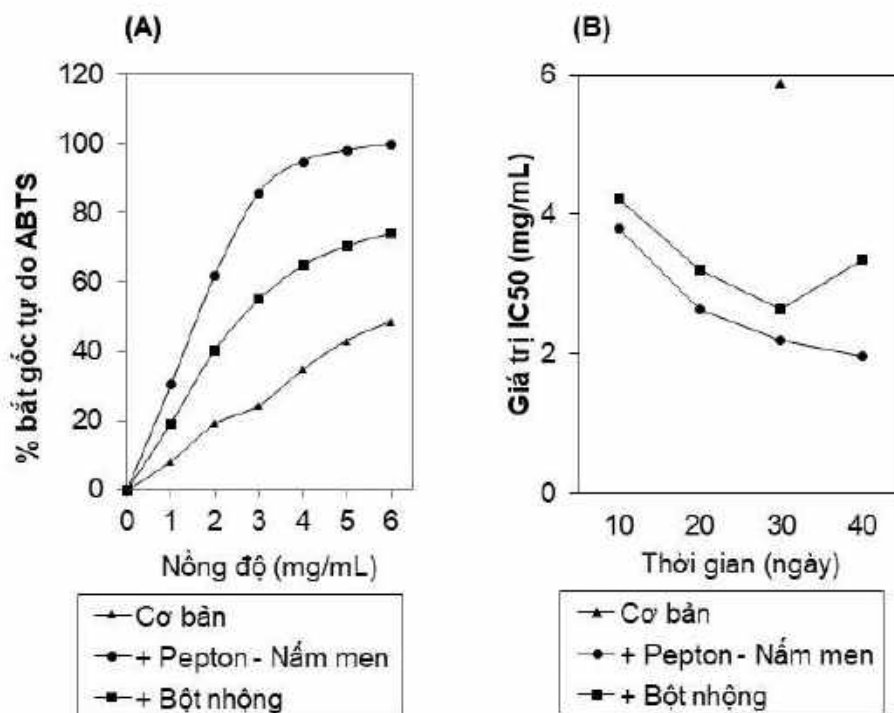 (A)
% bắt gốc tự do ABTS
120
100
80
60
40
20
0
0 1 2 3 4 5 6
Nồng độ (mg/mL)
Cơ bản
+ Pepton - Nấm men
+ Bột nhộng
(B)
Giá trị IC50 (mg/mL)
6
4
2
0
10 20 30 40
Thời gian (ngày)
Cơ bản
+ Pepton - Nấm men
+ Bột nhộng